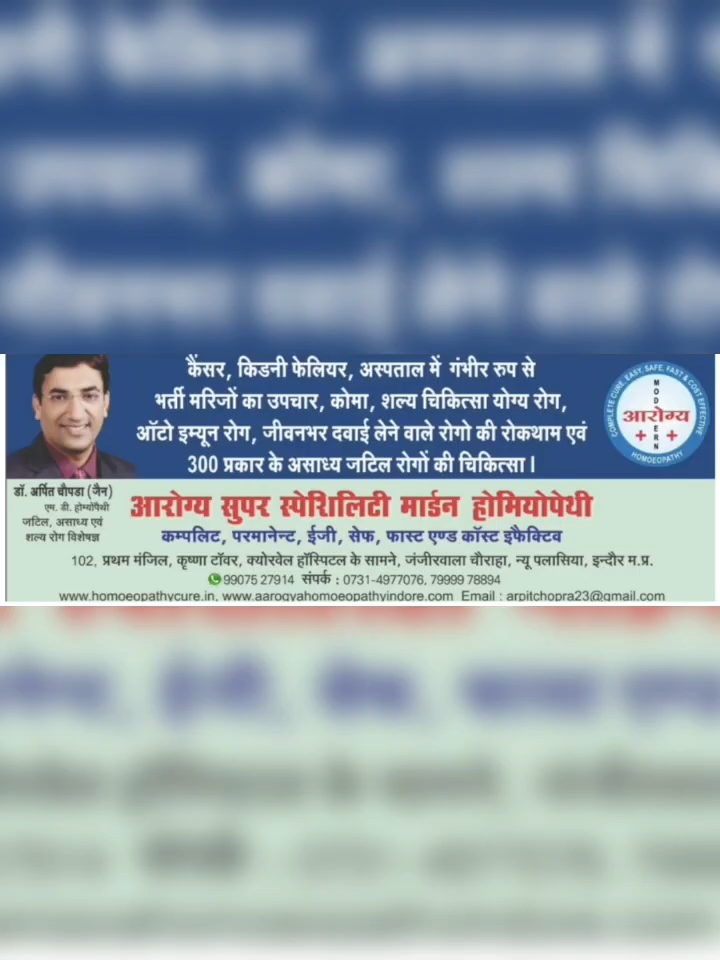 कैंसर, किडनी फेलियर, अस्पताल में गंभीर रुप से
भर्ती मरिजों का उपचार, कोमा, शल्य चिकित्सा योग्य रोग,
ऑटो इम्यून रोग, जीवनभर दवाई लेने वाले रोगो की रोकथाम एवं
300 प्रकार के असाध्य जटिल रोगों की चिकित्सा।
COMPLETE CURE, EASY, SAFE, FAST & COST EFFECTIVE
MODERN
आरोग्य
HOMOEOPATHY
डॉ. अर्पित चौपडा (जैन)
एम. डी. होम्योपैथी
जटिल, असाध्य एवं
शल्य रोग विशेषज्ञ
आरोग्य सुपर स्पेशिलिटी मार्डन होमियोपेथी
कम्पलिट, परमानेन्ट, ईजी, सेफ, फास्ट एण्ड कॉस्ट इफैक्टिव
102, प्रथम मंजिल, कृष्णा टॉवर, क्योरवेल हॉस्पिटल के सामने, जंजीरवाला चौराहा, न्यू पलासिया, इन्दौर म.प्र.
99075 27914 संपर्क : 0731-4977076, 79999 78894
www.homoeopathycure.in, www.aarogyahomoeopathyindore.com Email : arpitchopra23@gmail.com